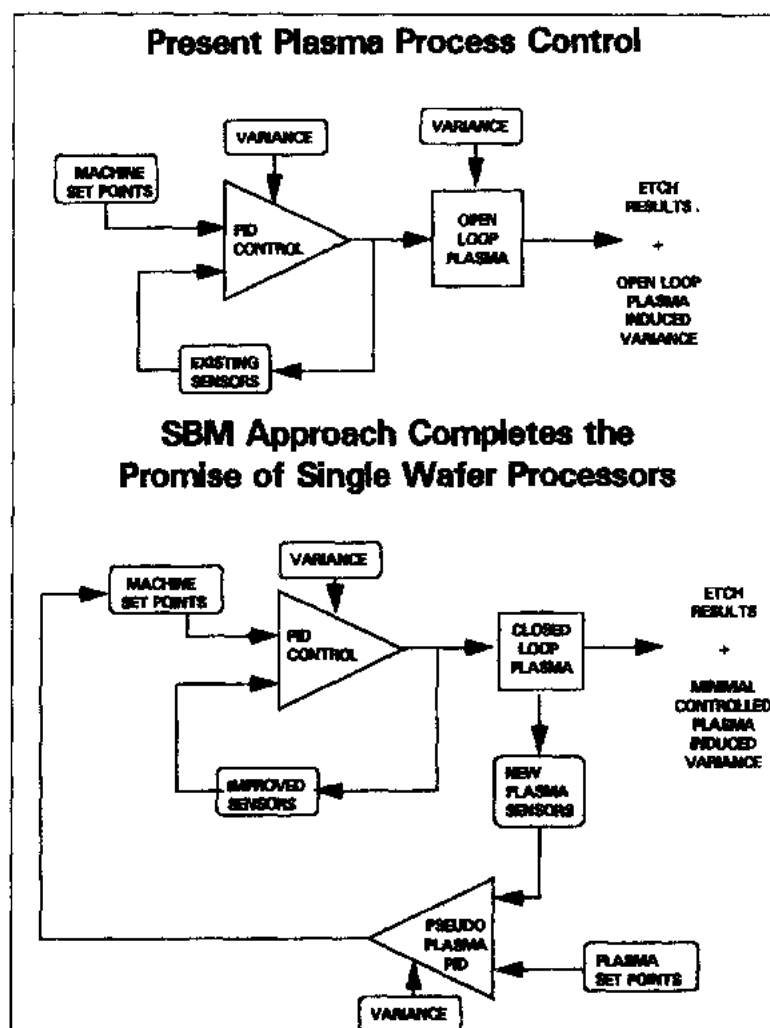 Present Plasma Process Control
VARIANCE
VARIANCE
MACHINE
SET POINTS
PID
CONTROL
OPEN
LOOP
PLASMA
ETCH
RESULTS .
+
OPEN LOOP
PLASMA
INDUCED
VARIANCE
EXISTING
SENSORS
SBM Approach Completes the
Promise of Single Wafer Processors
VARIANCE
MACHINE
SET POINTS
PID
CONTROL
CLOSED
LOOP
PLASMA
ETCH
RESULTS
+
MINIMAL
CONTROLLED
PLASMA
INDUCED
VARIANCE
IMPROVED
SENSORS
NEW
PLASMA
SENSORS
PSEUDO
PLASMA
PID
PLASMA
SET POINTS
VARIANCE